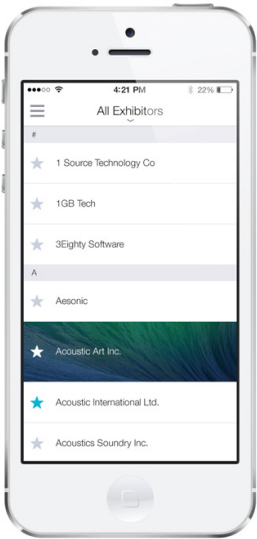 4:21 PM
22%
All Exhibitors
#
1 Source Technology Co
1GB Tech
3Eighty Software
A
Aesonic
Acoustic Art Inc.
Acoustic International Ltd.
Acoustics Soundry Inc.